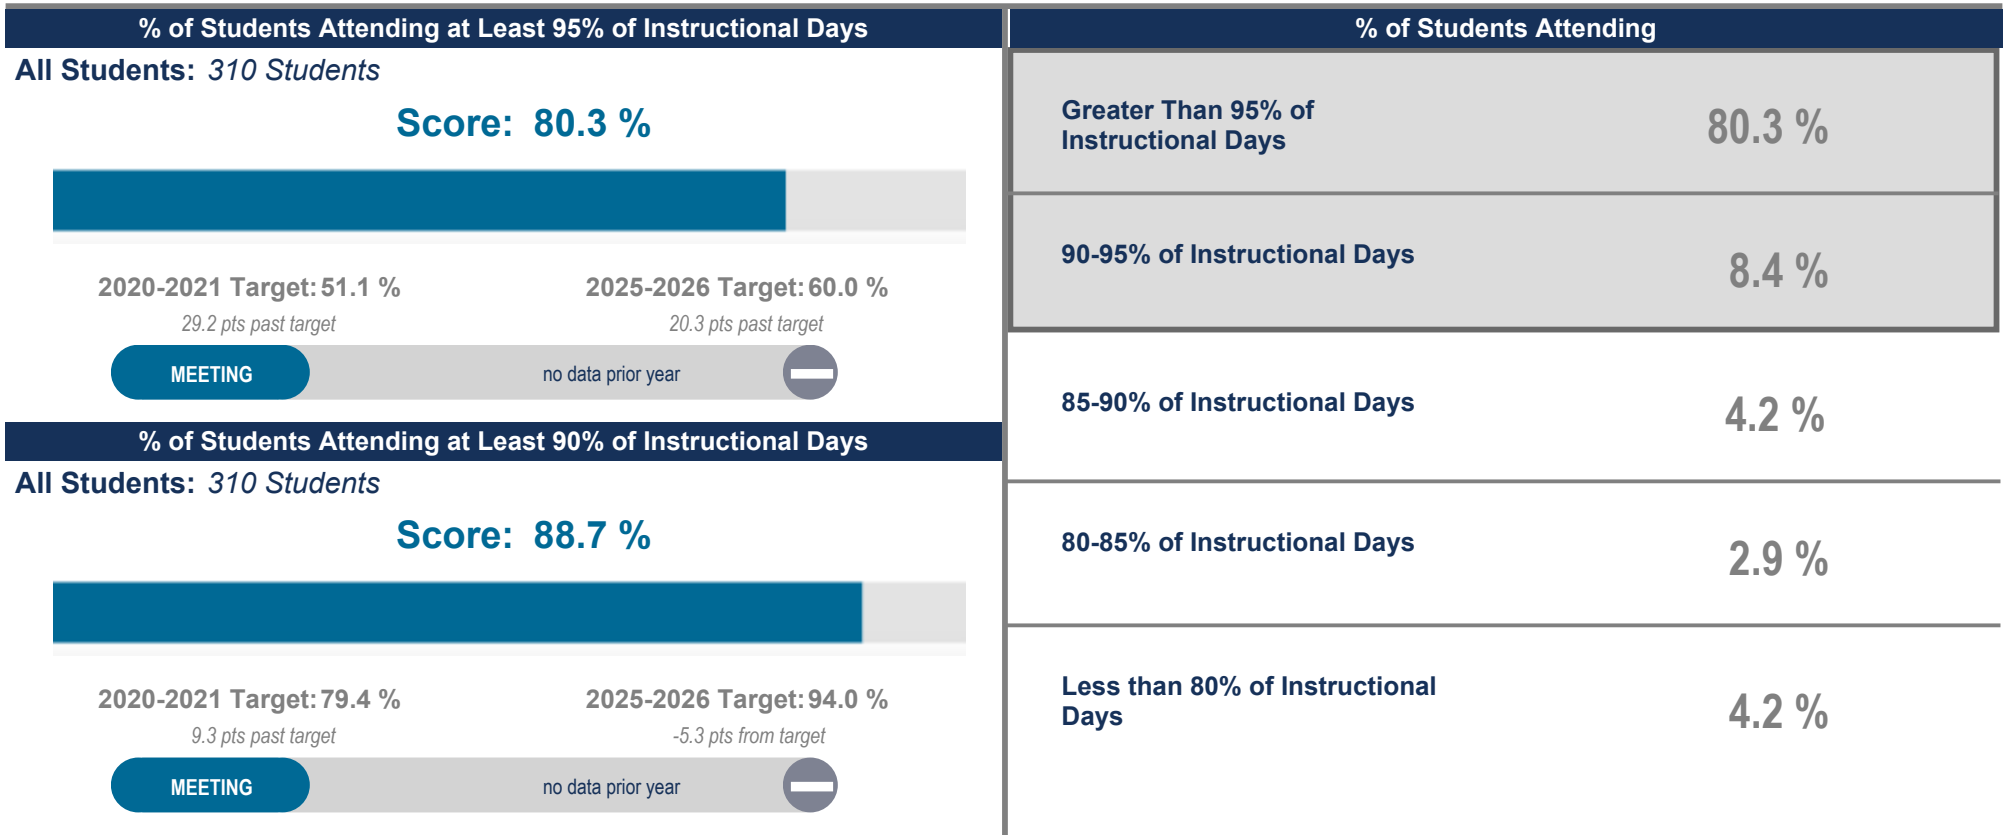 % of Students Attending at Least 95% of Instructional Days
All Students: 310 Students
Score: 80.3 %
2020-2021 Target: 51.1 %
29.2 pts past target
2025-2026 Target: 60.0 %
20.3 pts past target
MEETING
no data prior year
% of Students Attending at Least 90% of Instructional Days
All Students: 310 Students
Score: 88.7 %
2020-2021 Target: 79.4 %
9.3 pts past target
2025-2026 Target: 94.0 %
-5.3 pts from target
MEETING
no data prior year
% of Students Attending
Greater Than 95% of
Instructional Days
80.3 %
90-95% of Instructional Days
8.4 %
85-90% of Instructional Days
4.2 %
80-85% of Instructional Days
2.9 %
Less than 80% of Instructional
Days
4.2 %